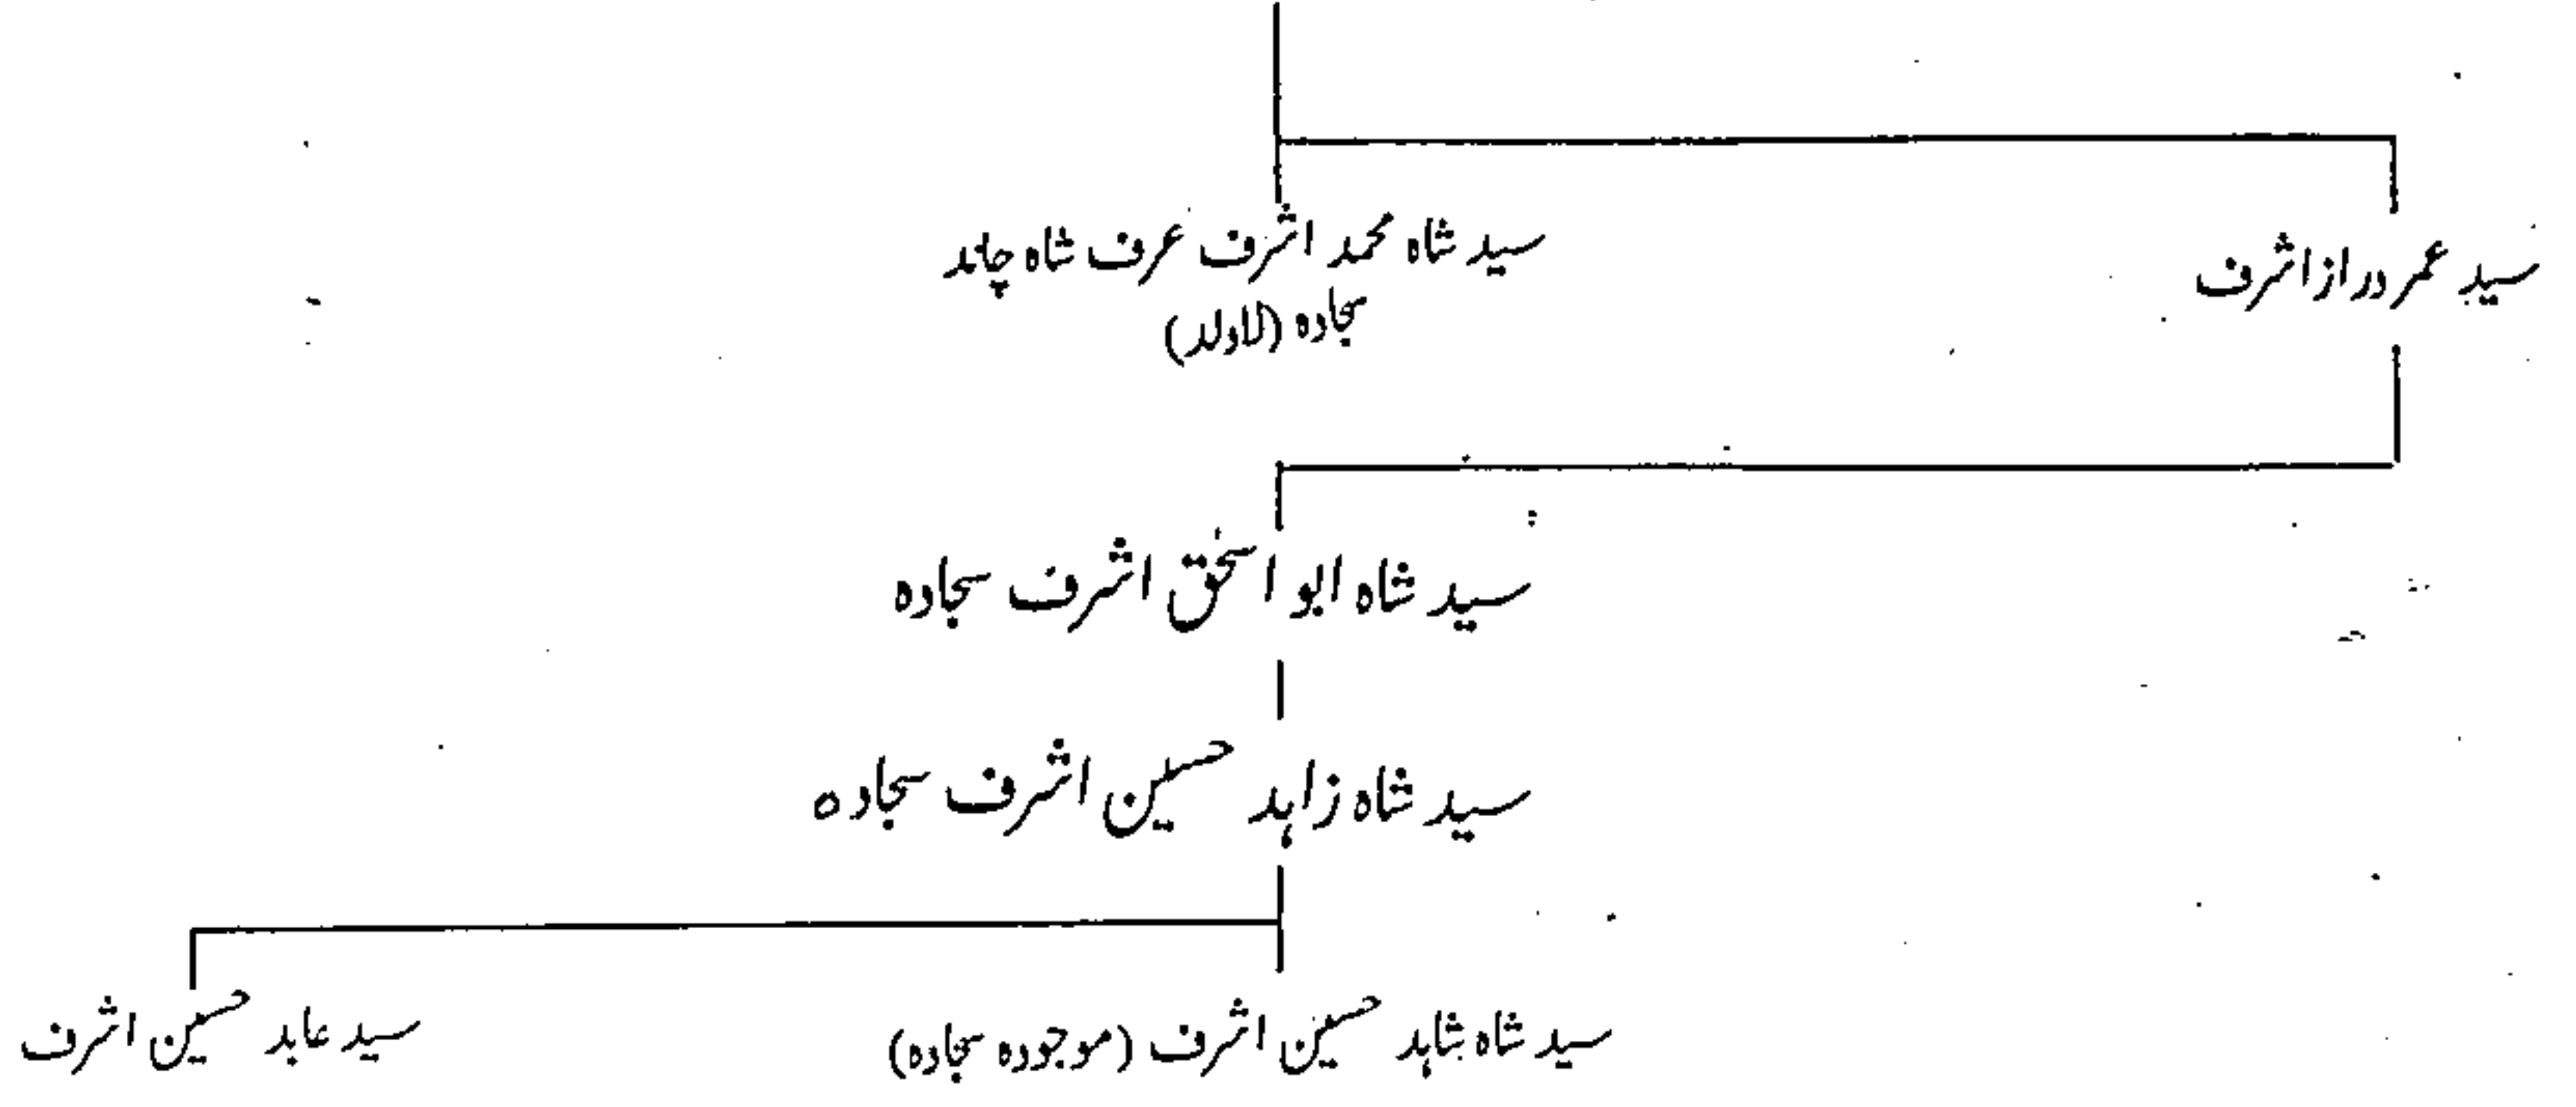 سید عمر دراز اشرف
سید شاہ محمد اشرف عرف شاہ چاند
سجادہ (لاولد)
سید شاہ ابو اسحٰق اشرف سجادہ
سید شاہ زاہد حسین اشرف سجادہ
سید شاہ شاہد حسین اشرف (موجودہ سجادہ)
سید عابد حسین اشرف